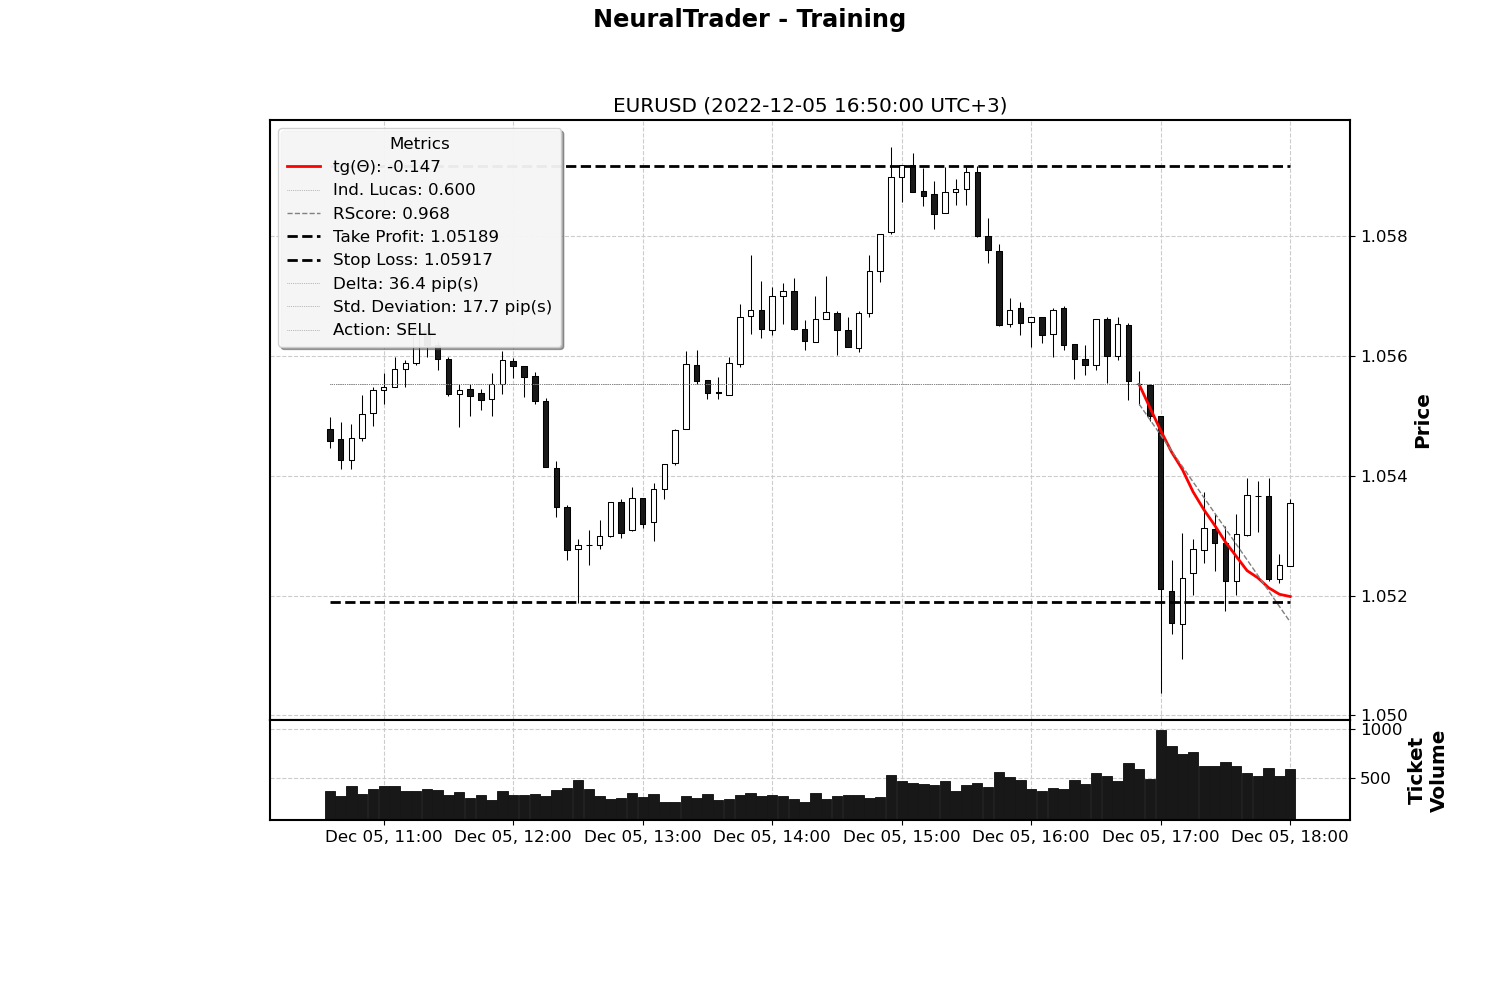 NeuralTrader - Training
EURUSD (2022-12-05 16:50:00 UTC+3)
Metrics
tg(Θ): -0.147
Ind. Lucas: 0.600
RScore: 0.968
Take Profit: 1.05189
Stop Loss: 1.05917
Delta: 36.4 pip(s)
Std. Deviation: 17.7 pip(s)
Action: SELL
1.058
1.056
1.054
1.052
1.050
Price
1000
500
Ticket
Volume
Dec 05, 11:00 Dec 05, 12:00 Dec 05, 13:00 Dec 05, 14:00 Dec 05, 15:00 Dec 05, 16:00 Dec 05, 17:00 Dec 05, 18:00